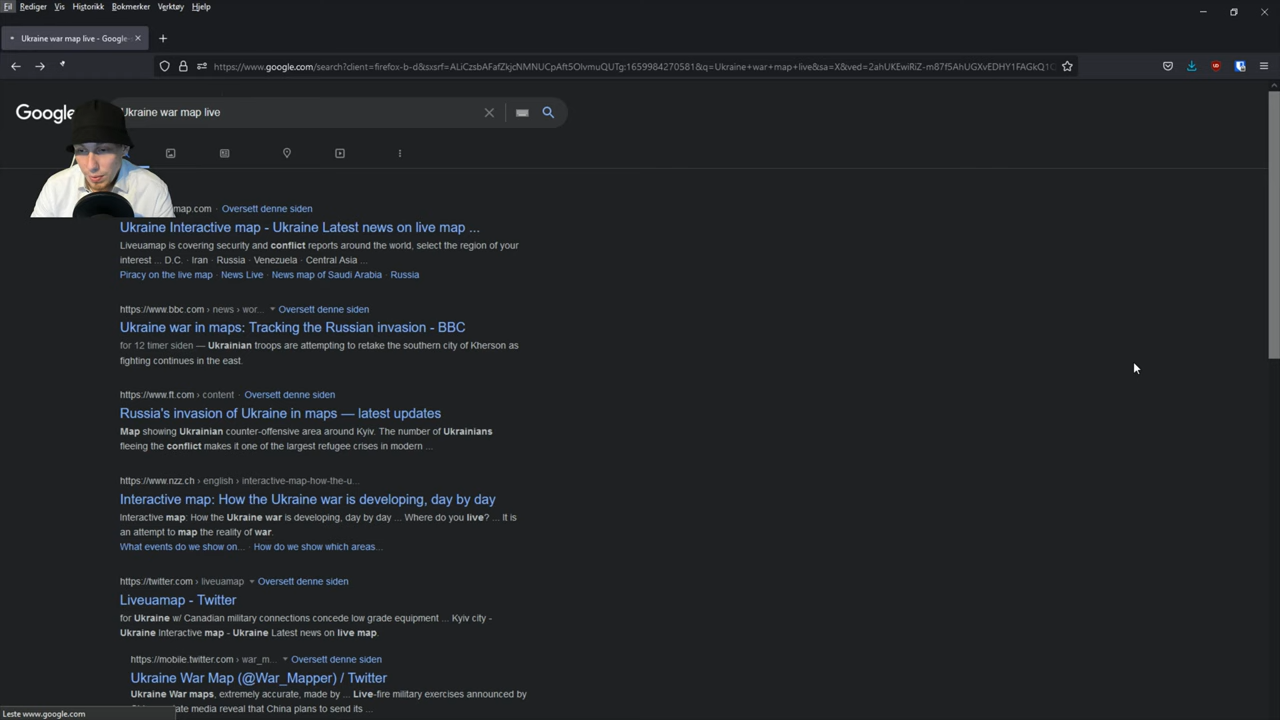 Fil Rediger Vis Historikk Bokmerker Verktøy Hjelp
Ukraine war map live - Google-
https://www.google.com/search?client=firefox-b-d&sxsrf=ALiCzsbAFafZkjdNMNUCpAft5OlvmuQUTg:1659984270581&q=Ukraine+war+map+live&sa=X&ved=2ahUKEwiRiZ-m87f5AhUGXvEDHY1FAGkQ1
Google
Ukraine war map live
map.com · Oversett denne siden
Ukraine Interactive map - Ukraine Latest news on live map ...
Liveuamap is covering security and conflict reports around the world, select the region of your
interest ... D.C. · Iran · Russia · Venezuela · Central Asia ...
Piracy on the live map · News Live · News map of Saudi Arabia · Russia
https://www.bbc.com › news › wor... Oversett denne siden
Ukraine war in maps: Tracking the Russian invasion - BBC
for 12 timer siden — Ukrainian troops are attempting to retake the southern city of Kherson as
fighting continues in the east.
https://www.ft.com › content · Oversett denne siden
Russia's invasion of Ukraine in maps — latest updates
Map showing Ukrainian counter-offensive area around Kyiv. The number of Ukrainians
fleeing the conflict makes it one of the largest refugee crises in modern ...
https://www.nzz.ch › english › interactive-map-how-the-u...
Interactive map: How the Ukraine war is developing, day by day
Interactive map: How the Ukraine war is developing, day by day ... Where do you live? ... It is
an attempt to map the reality of war.
What events do we show on... · How do we show which areas...
https://twitter.com › liveuamap Oversett denne siden
Liveuamap - Twitter
for Ukraine w/ Canadian military connections concede low grade equipment ... Kyiv city -
Ukraine Interactive map - Ukraine Latest news on live map.
https://mobile.twitter.com › war_m... Oversett denne siden
Ukraine War Map (@War_Mapper) / Twitter
Ukraine War maps, extremely accurate, made by ... Live-fire military exercises announced by
media reveal that China plans to send its ...
Leste www.google.com